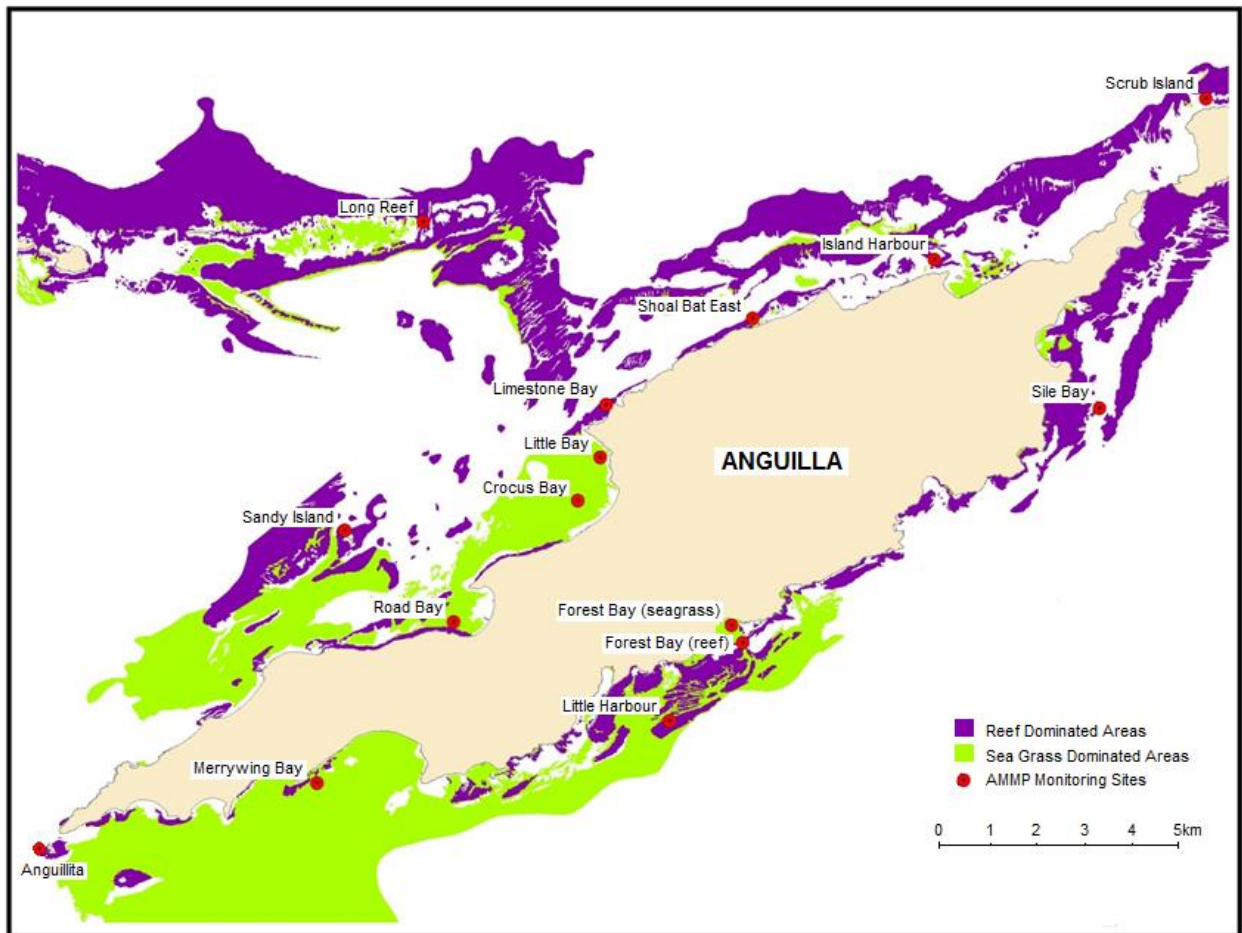 Scrub Island
Long Reef
Island Harbour
Shoal Bat East
Limestone Bay
Sile Bay
Little Bay
ANGUILLA
Crocus Bay
Sandy Island
Road Bay
Forest Bay (seagrass)
Forest Bay (reef)
Little Harbour
Merrywing Bay
Anguillita
Reef Dominated Areas
Sea Grass Dominated Areas
AMMP Monitoring Sites
0 1 2 3 4 5km